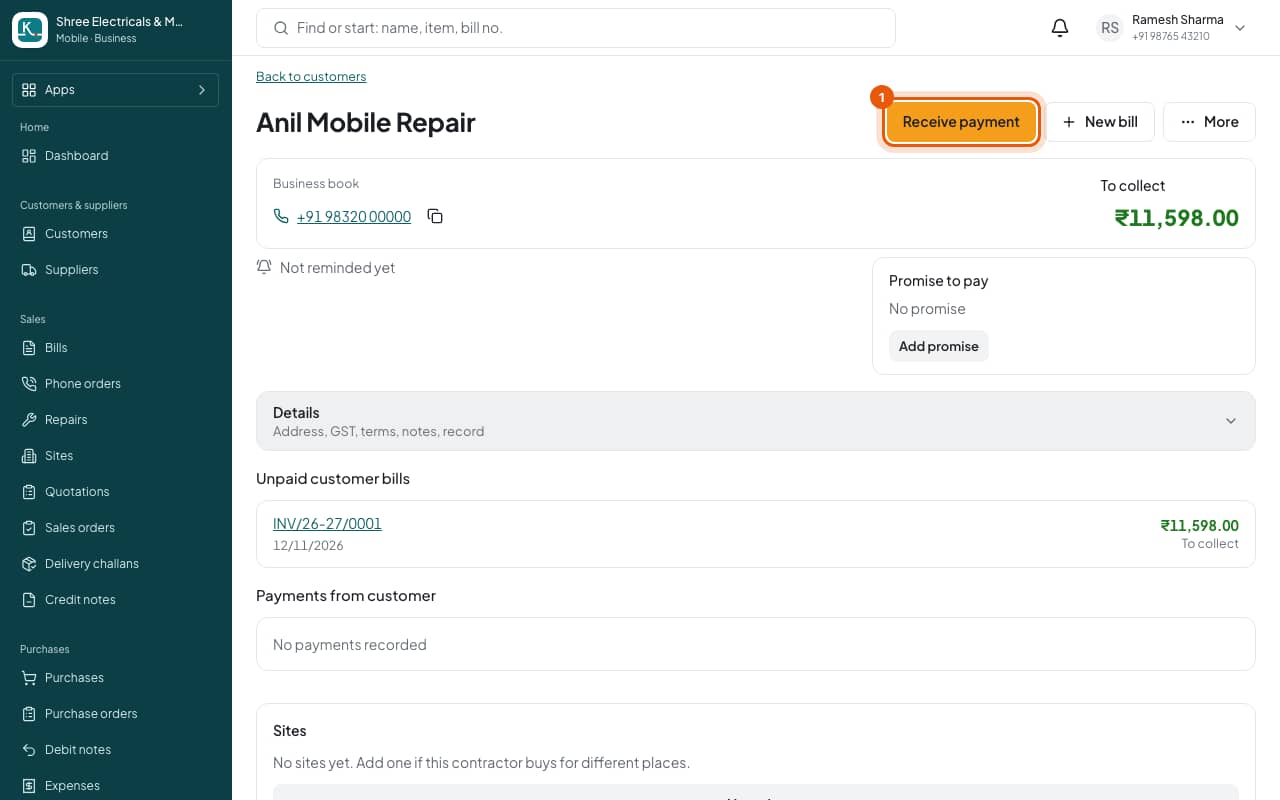 Shree Electricals & M...
Mobile · Business
Apps
Home
Dashboard
Customers & suppliers
Customers
Suppliers
Sales
Bills
Phone orders
Repairs
Sites
Quotations
Sales orders
Delivery challans
Credit notes
Purchases
Purchases
Purchase orders
Debit notes
Expenses
Find or start: name, item, bill no.
RS
Ramesh Sharma
+91 98765 43210
Back to customers
Anil Mobile Repair
1
Receive payment
New bill
More
Business book
+91 98320 00000
To collect
₹11,598.00
Not reminded yet
Promise to pay
No promise
Add promise
Details
Address, GST, terms, notes, record
Unpaid customer bills
INV/26-27/0001
12/11/2026
₹11,598.00
To collect
Payments from customer
No payments recorded
Sites
No sites yet. Add one if this contractor buys for different places.